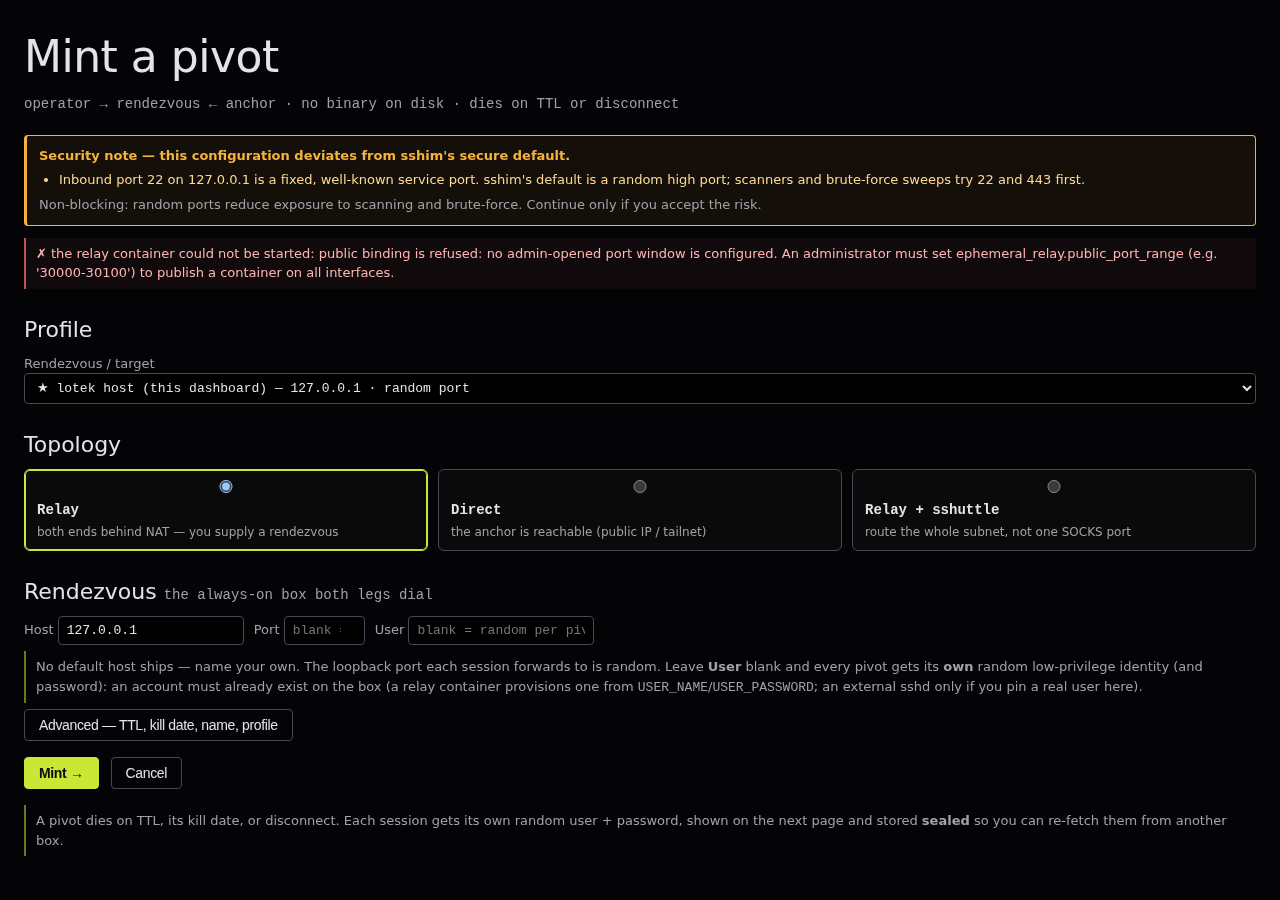 Mint a pivot
operator → rendezvous ← anchor · no binary on disk · dies on TTL or disconnect
Security note — this configuration deviates from sshim's secure default.
• Inbound port 22 on 127.0.0.1 is a fixed, well-known service port. sshim's default is a random high port; scanners and brute-force sweeps try 22 and 443 first.
Non-blocking: random ports reduce exposure to scanning and brute-force. Continue only if you accept the risk.
✗ the relay container could not be started: public binding is refused: no admin-opened port window is configured. An administrator must set ephemeral_relay.public_port_range (e.g.
'30000-30100') to publish a container on all interfaces.
Profile
Rendezvous / target
★ lotek host (this dashboard) — 127.0.0.1 · random port
Topology
Relay
both ends behind NAT — you supply a rendezvous
Direct
the anchor is reachable (public IP / tailnet)
Relay + sshuttle
route the whole subnet, not one SOCKS port
Rendezvous the always-on box both legs dial
Host 127.0.0.1 Port blank = User blank = random per piv
No default host ships — name your own. The loopback port each session forwards to is random. Leave User blank and every pivot gets its own random low-privilege identity (and
password): an account must already exist on the box (a relay container provisions one from USER_NAME/USER_PASSWORD; an external sshd only if you pin a real user here).
Advanced — TTL, kill date, name, profile
Mint → Cancel
A pivot dies on TTL, its kill date, or disconnect. Each session gets its own random user + password, shown on the next page and stored sealed so you can re-fetch them from another
box.